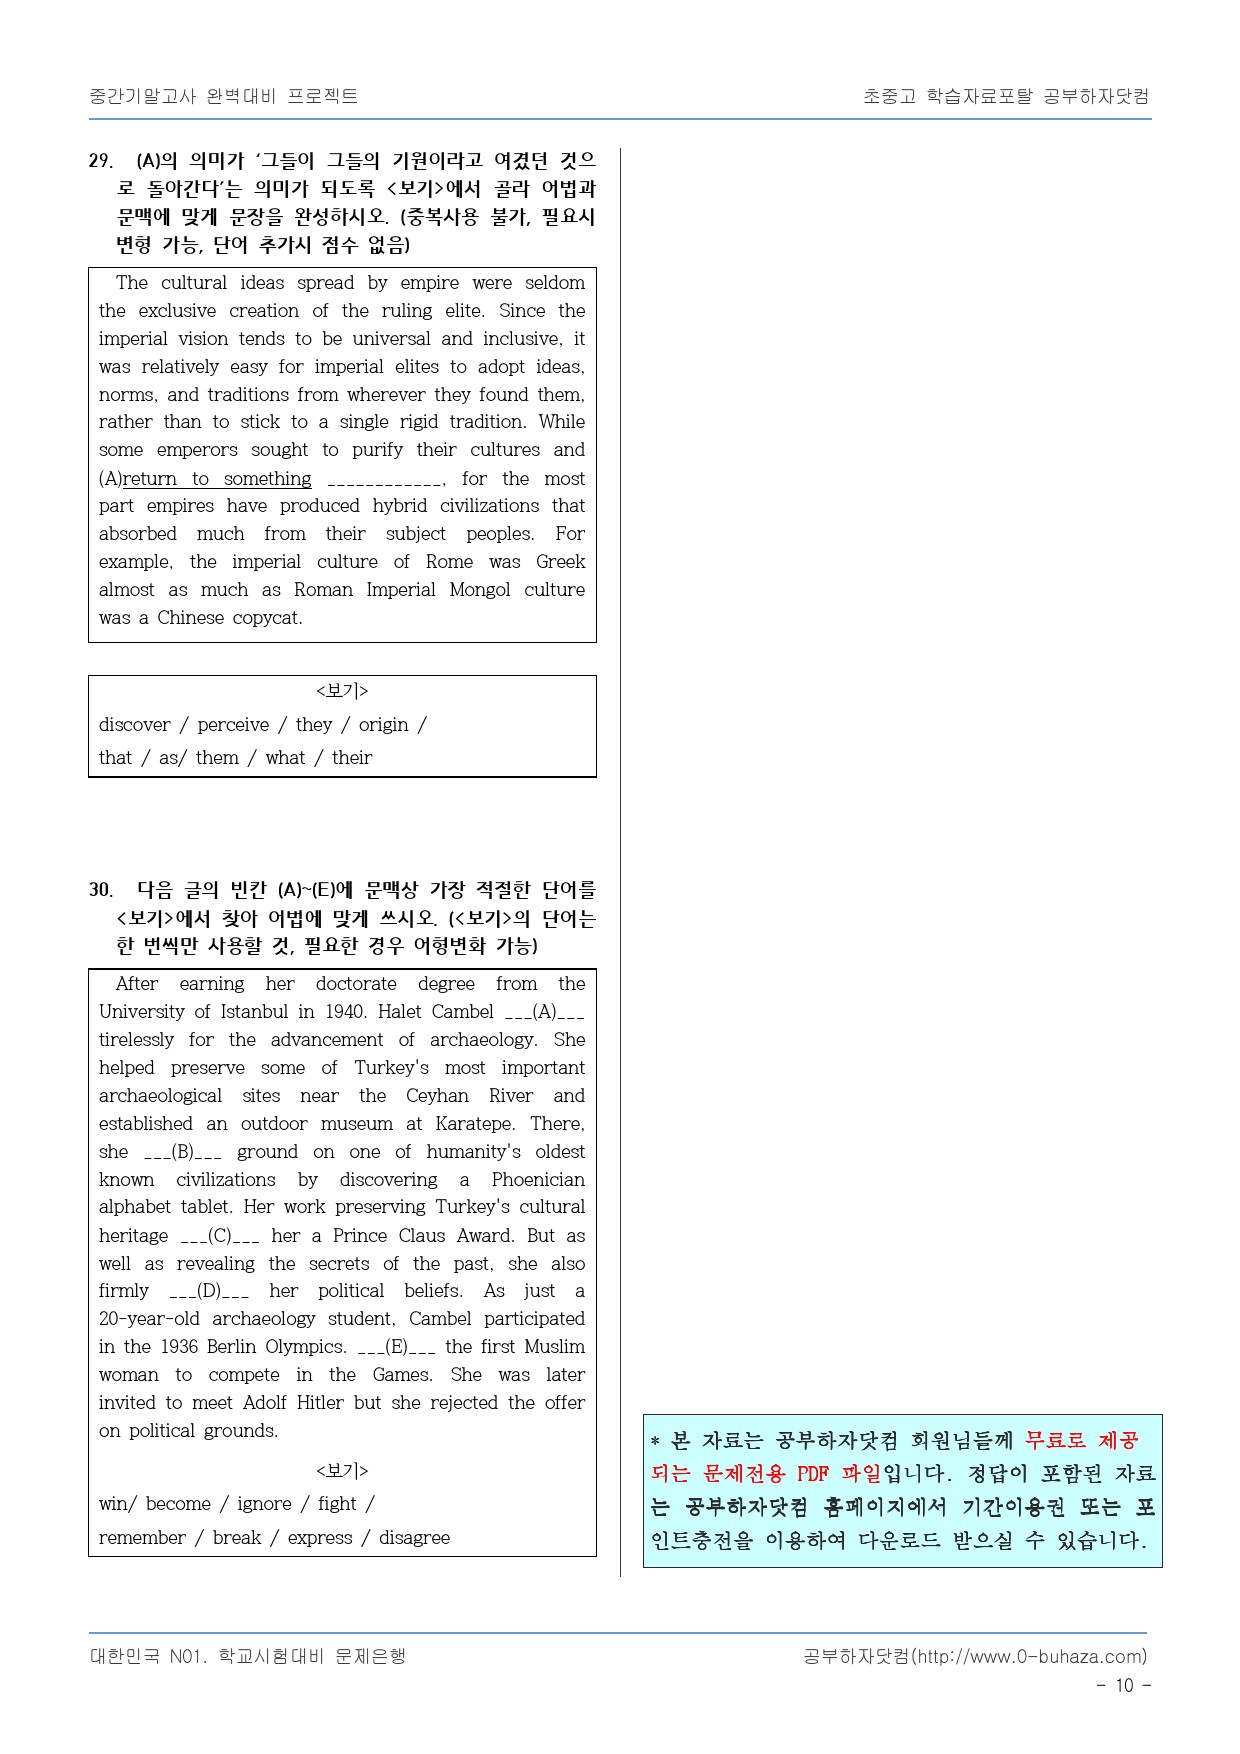 중간기말고사 완벽대비 프로젝트
초중고 학습자료포탈 공부하자닷컴
29. (A)의 의미가 ‘그들이 그들의 기원이라고 여겼던 것으
로 돌아간다’는 의미가 되도록 <보기>에서 골라 어법과
문맥에 맞게 문장을 완성하시오. (중복사용 불가, 필요시
변형 가능, 단어 추가시 점수 없음)
The cultural ideas spread by empire were seldom
the exclusive creation of the ruling elite. Since the
imperial vision tends to be universal and inclusive, it
was relatively easy for imperial elites to adopt ideas,
norms, and traditions from wherever they found them,
rather than to stick to a single rigid tradition. While
some emperors sought to purify their cultures and
(A)return to something ____________, for the most
part empires have produced hybrid civilizations that
absorbed much from their subject peoples. For
example, the imperial culture of Rome was Greek
almost as much as Roman Imperial Mongol culture
was a Chinese copycat.
<보기>
discover / perceive / they / origin /
that / as/ them / what / their
30. 다음 글의 빈칸 (A)~(E)에 문맥상 가장 적절한 단어를
<보기>에서 찾아 어법에 맞게 쓰시오. (<보기>의 단어는
한 번씩만 사용할 것, 필요한 경우 어형변화 가능)
After earning her doctorate degree from the
University of Istanbul in 1940. Halet Cambel ___(A)___
tirelessly for the advancement of archaeology. She
helped preserve some of Turkey's most important
archaeological sites near the Ceyhan River and
established an outdoor museum at Karatepe. There,
she ___(B)___ ground on one of humanity's oldest
known civilizations by discovering a Phoenician
alphabet tablet. Her work preserving Turkey's cultural
heritage ___(C)___ her a Prince Claus Award. But as
well as revealing the secrets of the past, she also
firmly ___(D)___ her political beliefs. As just a
20-year-old archaeology student, Cambel participated
in the 1936 Berlin Olympics. ___(E)___ the first Muslim
woman to compete in the Games. She was later
invited to meet Adolf Hitler but she rejected the offer
on political grounds.
<보기>
win/ become / ignore / fight /
remember / break / express / disagree
* 본 자료는 공부하자닷컴 회원님들께 무료로 제공
되는 문제전용 PDF 파일입니다. 정답이 포함된 자료
는 공부하자닷컴 홈페이지에서 기간이용권 또는 포
인트충전을 이용하여 다운로드 받으실 수 있습니다.
대한민국 N01. 학교시험대비 문제은행
공부하자닷컴(http://www.0-buhaza.com)
- 10 -